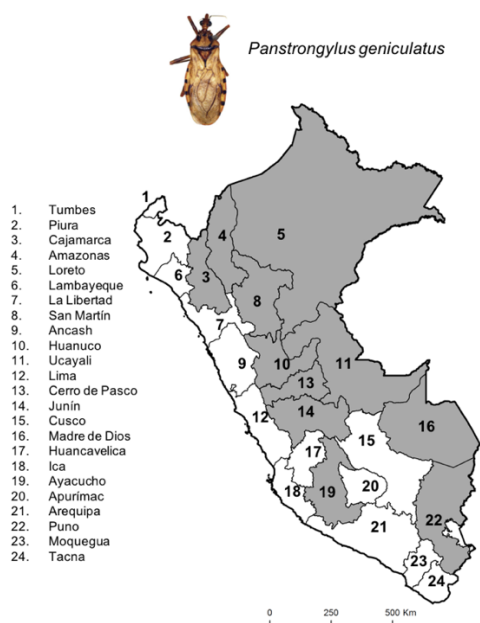 Panstrongylus geniculatus
1. Tumbes
2. Piura
3. Cajamarca
4. Amazonas
5. Loreto
6. Lambayeque
7. La Libertad
8. San Martín
9. Ancash
10. Huanuco
11. Ucayali
12. Lima
13. Cerro de Pasco
14. Junín
15. Cusco
16. Madre de Dios
17. Huancavelica
18. Ica
19. Ayacucho
20. Apurímac
21. Arequipa
22. Puno
23. Moquegua
24. Tacna
1
2
4
5
6
3
8
7
9
10
11
13
12
14
16
15
17
20
18
19
21
22
23
24
0 250 500 Km